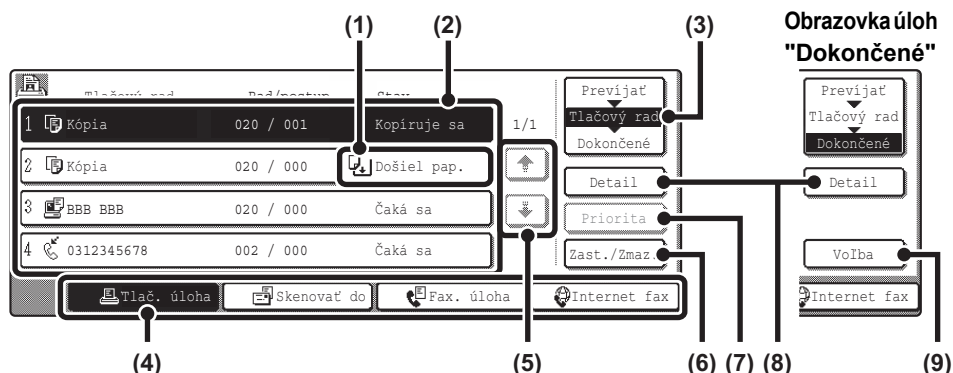 (1) (2) (3) Obrazovka úloh
"Dokončené"
Tlačový rad Rad/postup Stav
1 Kópia 020 / 001 Kopíruje sa
2 Kópia 020 / 000 Došiel pap.
3 BBB BBB 020 / 000 Čaká sa
4 0312345678 002 / 000 Čaká sa
1/1
Prevíjať
Tlačový rad
Dokončené
Detail
Priorita
Zast./Zmaz.
Tlač. úloha Skenovať do Fax. úloha Internet fax
Prevíjať
Tlačový rad
Dokončené
Detail
Voľba
Internet fax
(4) (5) (6) (7) (8) (9)